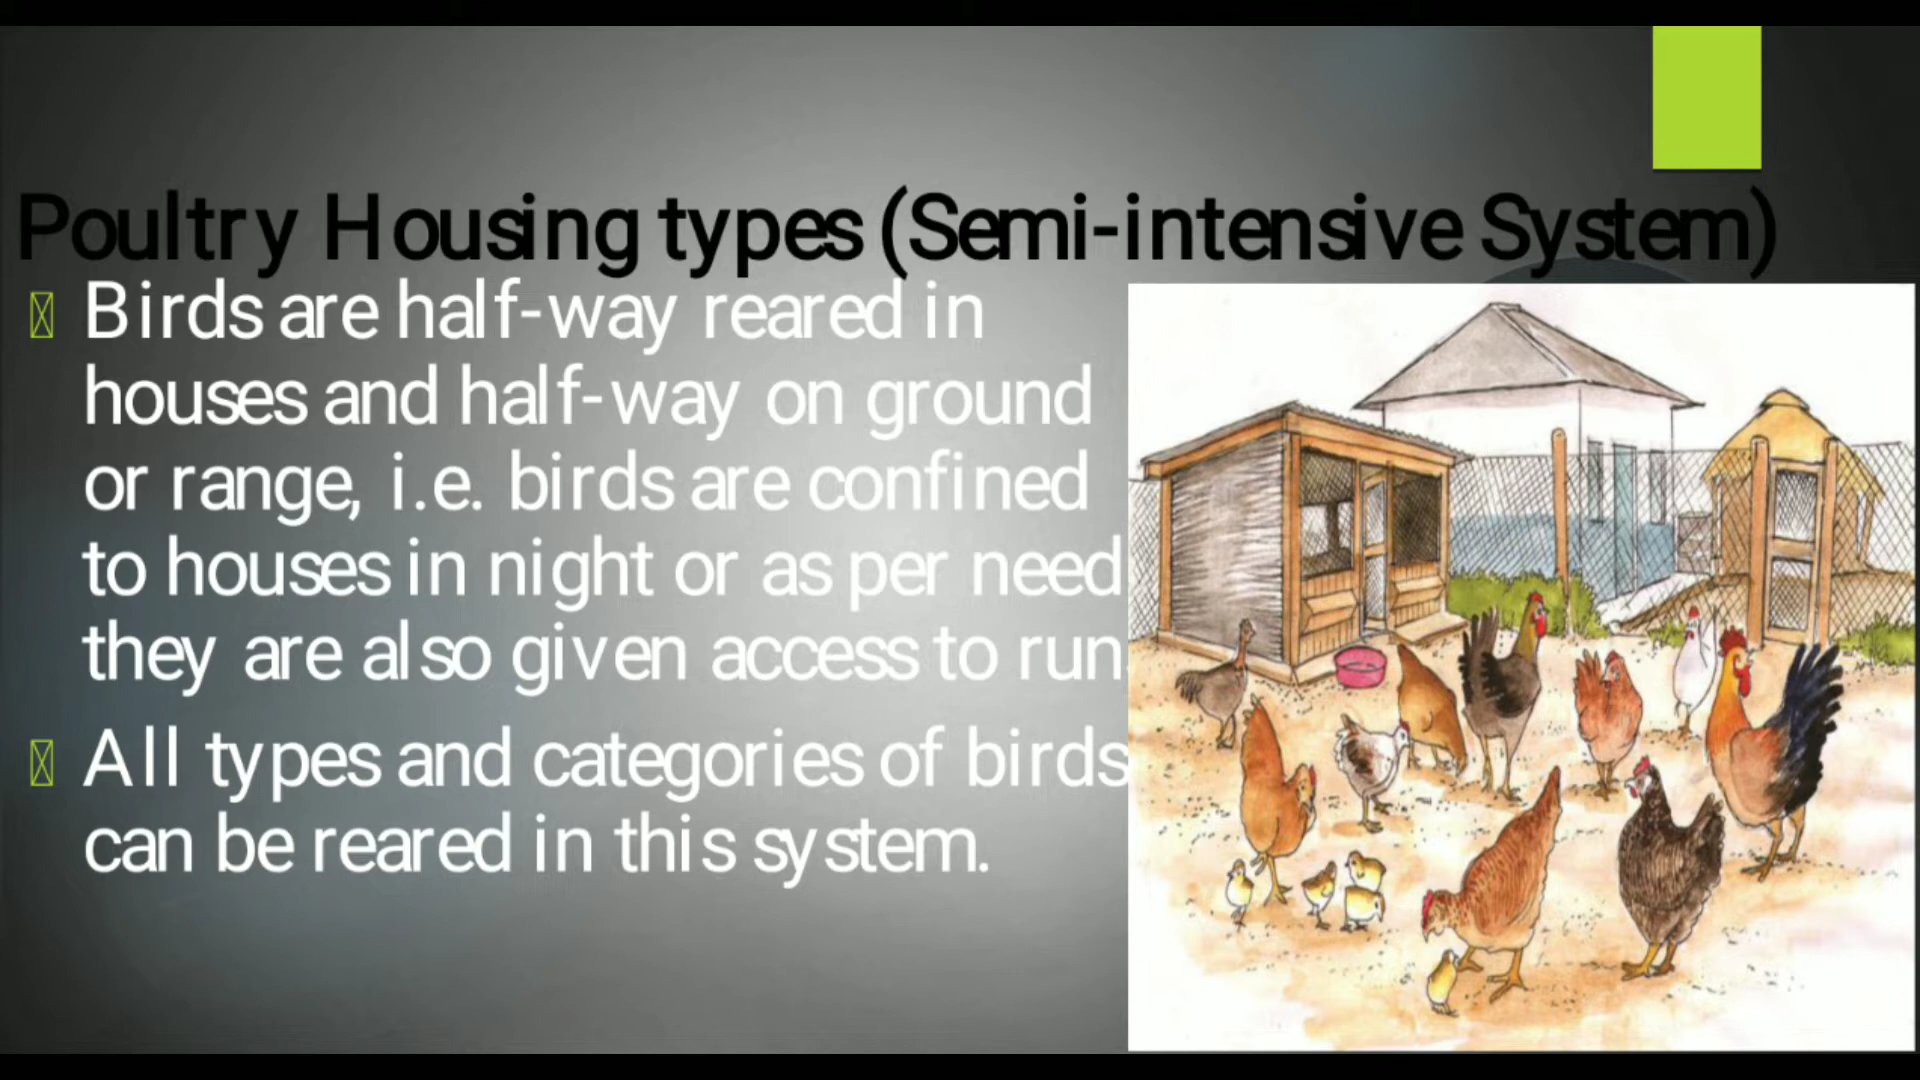 Poultry Housing types (Semi-intensive System)
Birds are half-way reared in
houses and half-way on ground
or range, i.e. birds are confined
to houses in night or as per need
they are also given access to run.
All types and categories of birds
can be reared in this system.